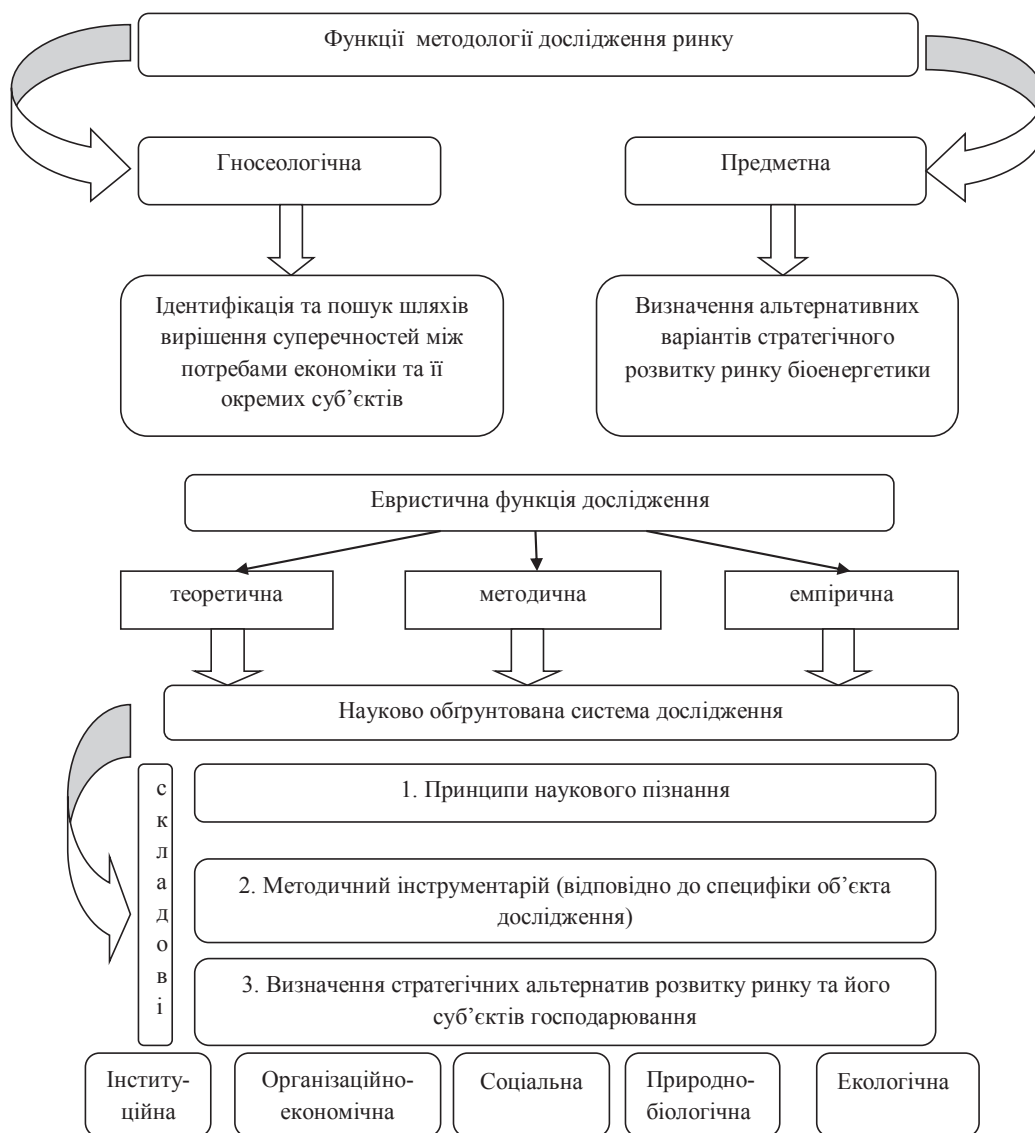 Функції методології дослідження ринку
Гносеологічна
Предметна
Ідентифікація та пошук шляхів
вирішення суперечностей між
потребами економіки та її
окремих суб’єктів
Визначення альтернативних
варіантів стратегічного
розвитку ринку біоенергетики
Евристична функція дослідження
теоретична
методична
емпірична
Науково обґрунтована система дослідження
с
к
л
а
д
о
в
і
1. Принципи наукового пізнання
2. Методичний інструментарій (відповідно до специфіки об’єкта
дослідження)
3. Визначення стратегічних альтернатив розвитку ринку та його
суб’єктів господарювання
Інститу-
ційна
Організаційно-
економічна
Соціальна
Природно-
біологічна
Екологічна